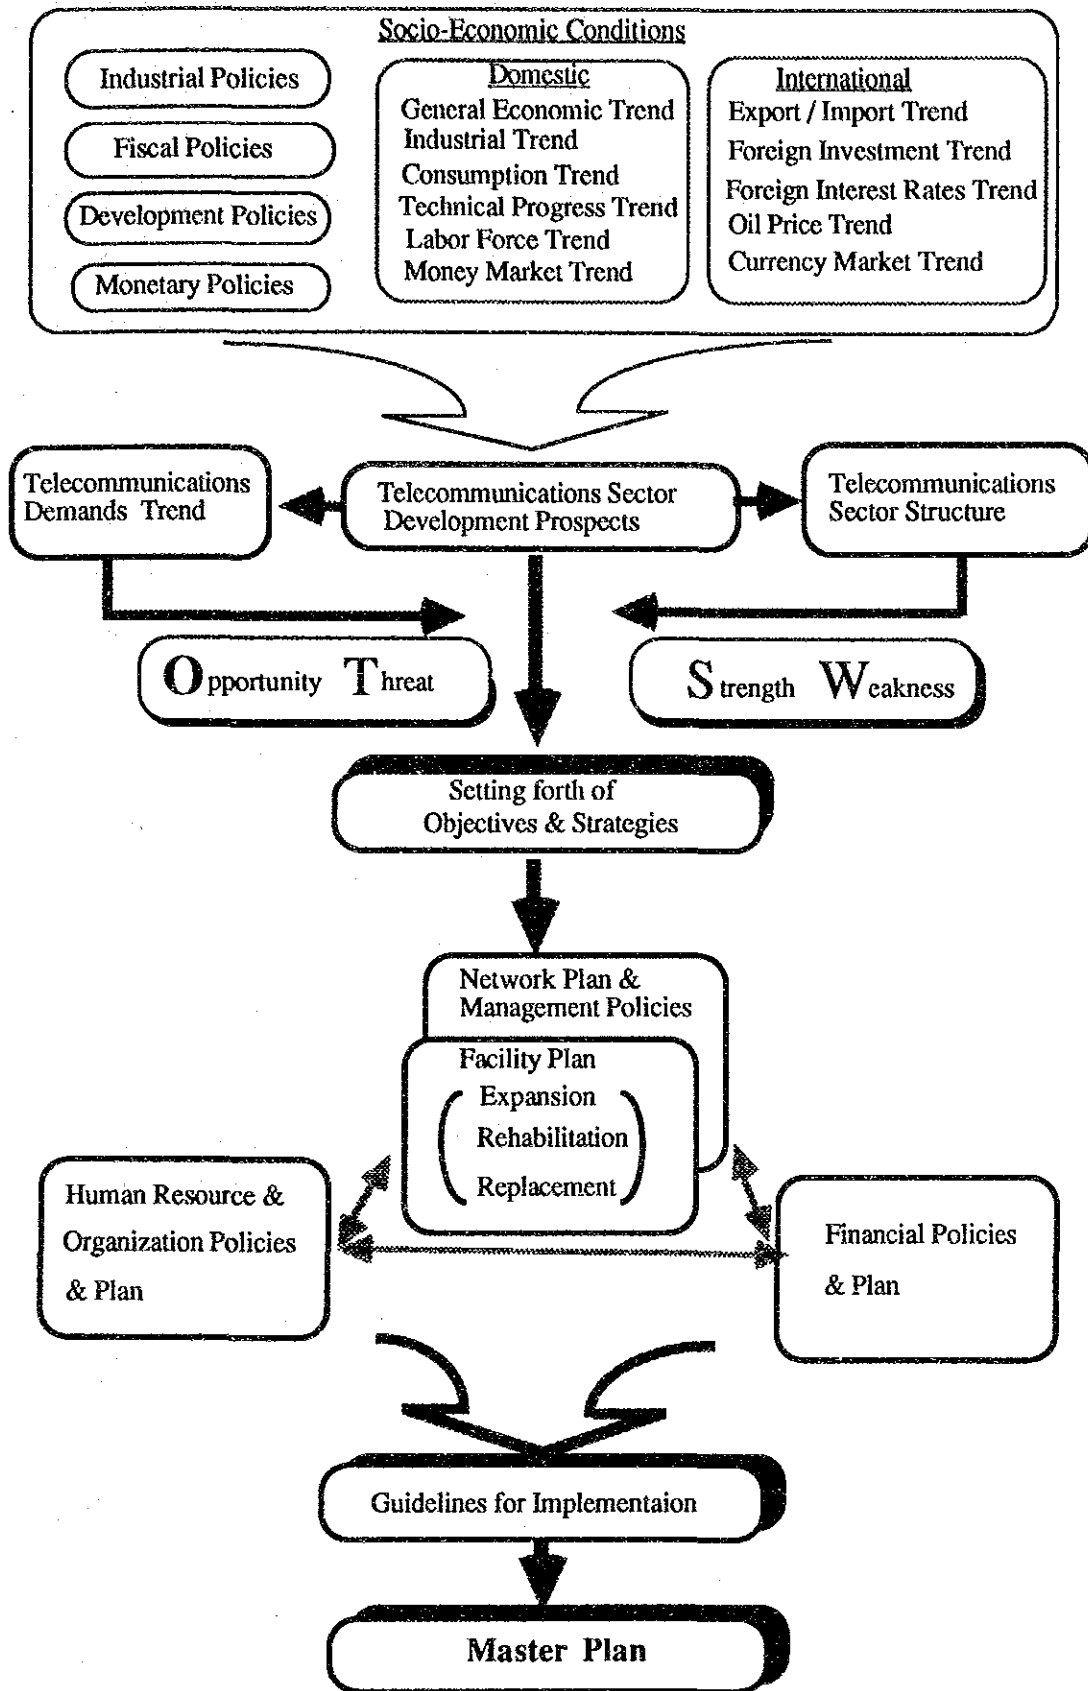 Socio-Economic Conditions
Industrial Policies
Fiscal Policies
Development Policies
Monetary Policies
Domestic
General Economic Trend
Industrial Trend
Consumption Trend
Technical Progress Trend
Labor Force Trend
Money Market Trend
International
Export / Import Trend
Foreign Investment Trend
Foreign Interest Rates Trend
Oil Price Trend
Currency Market Trend
Telecommunications
Demands Trend
Telecommunications Sector
Development Prospects
Telecommunications
Sector Structure
Opportunity Threat
Strength Weakness
Setting forth of
Objectives & Strategies
Network Plan &
Management Policies
Facility Plan
Expansion
Rehabilitation
Replacement
Human Resource &
Organization Policies
& Plan
Financial Policies
& Plan
Guidelines for Implementaion
Master Plan